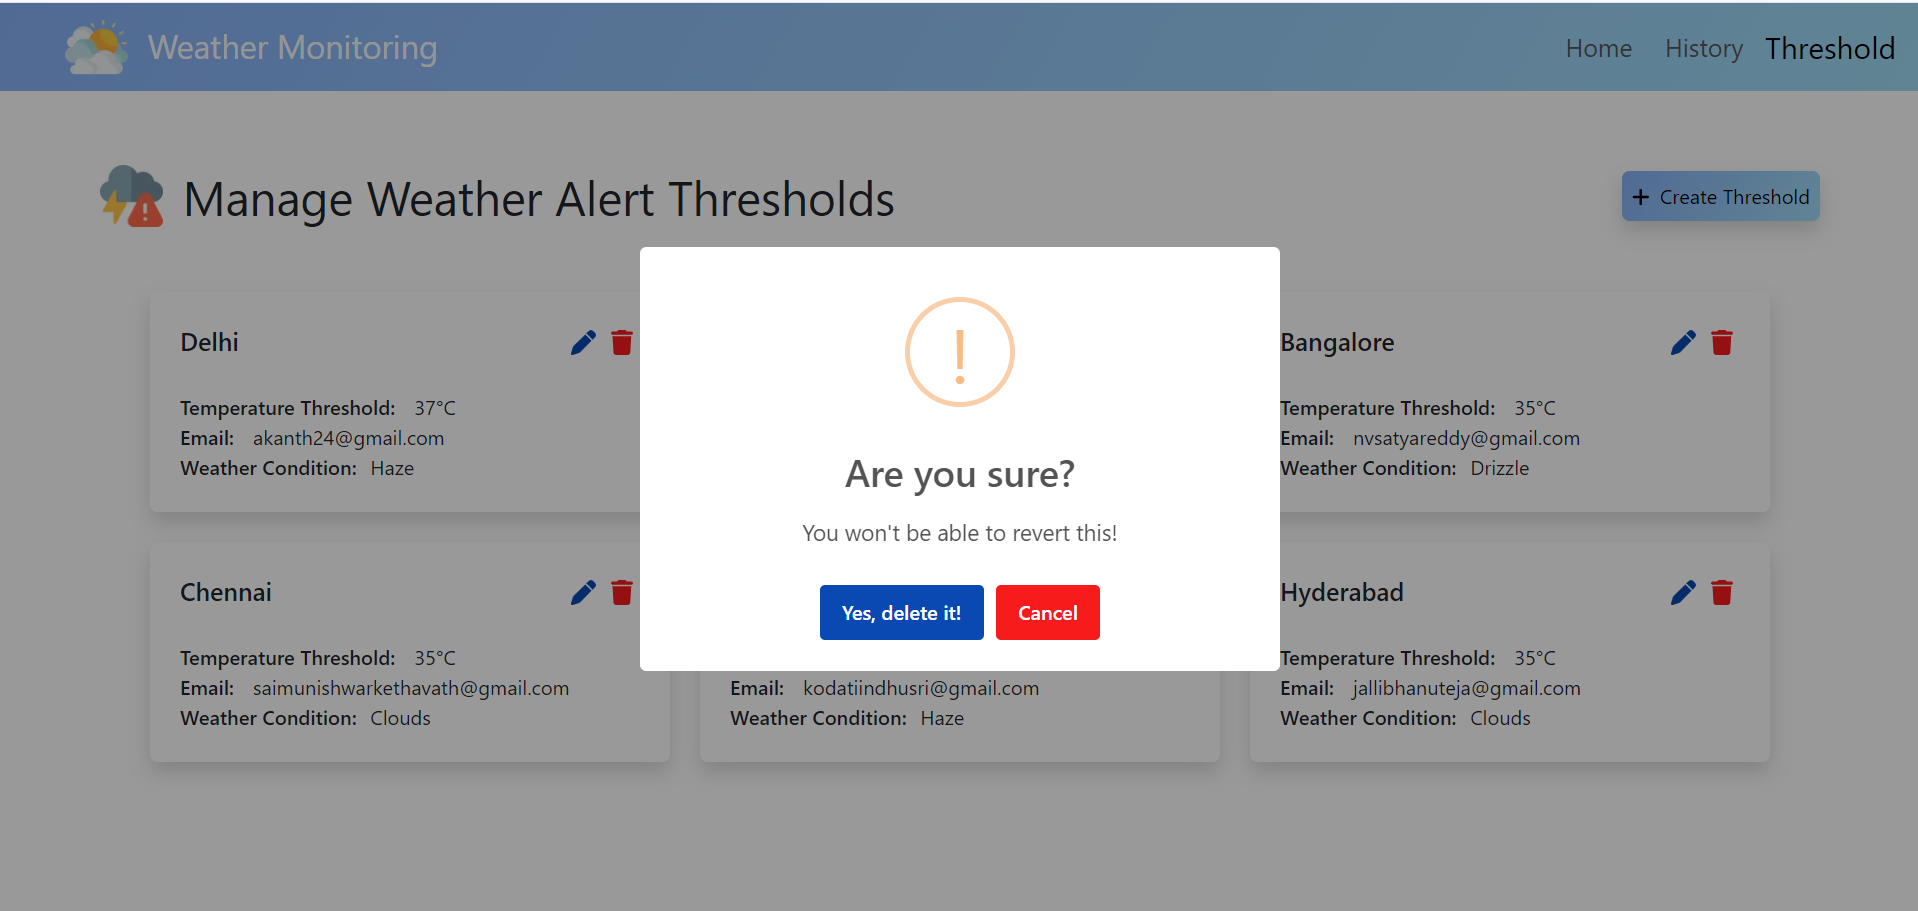 Weather Monitoring
Home History Threshold
Manage Weather Alert Thresholds
Create Threshold
Delhi
Temperature Threshold: 37°C
Email: akanth24@gmail.com
Weather Condition: Haze
Bangalore
Temperature Threshold: 35°C
Email: nvsatyareddy@gmail.com
Weather Condition: Drizzle
Are you sure?
You won't be able to revert this!
Yes, delete it! Cancel
Chennai
Temperature Threshold: 35°C
Email: saimunishwarkethavath@gmail.com
Weather Condition: Clouds
Email: kodatiindhusri@gmail.com
Weather Condition: Haze
Hyderabad
Temperature Threshold: 35°C
Email: jallibhanuteja@gmail.com
Weather Condition: Clouds